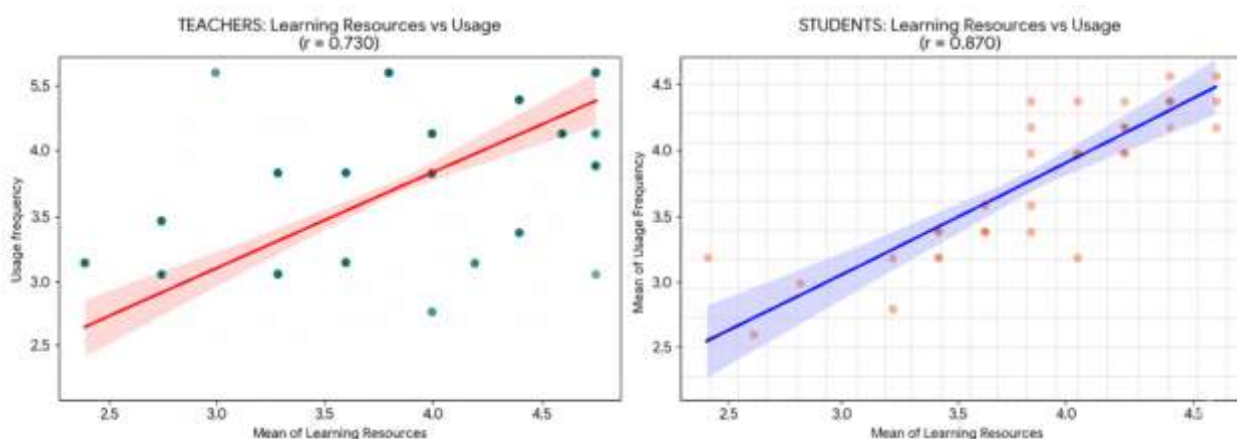 TEACHERS: Learning Resources vs Usage
(r = 0.730)
Usage frequency
5.5
4.0
3.5
3.0
2.5
2.5 3.0 3.5 4.0 4.5
Mean of Learning Resources
STUDENTS: Learning Resources vs Usage
(r = 0.870)
Mean of Usage Frequency
4.5
4.0
3.5
3.0
2.5
2.5 3.0 3.5 4.0 4.5
Mean of Learning Resources